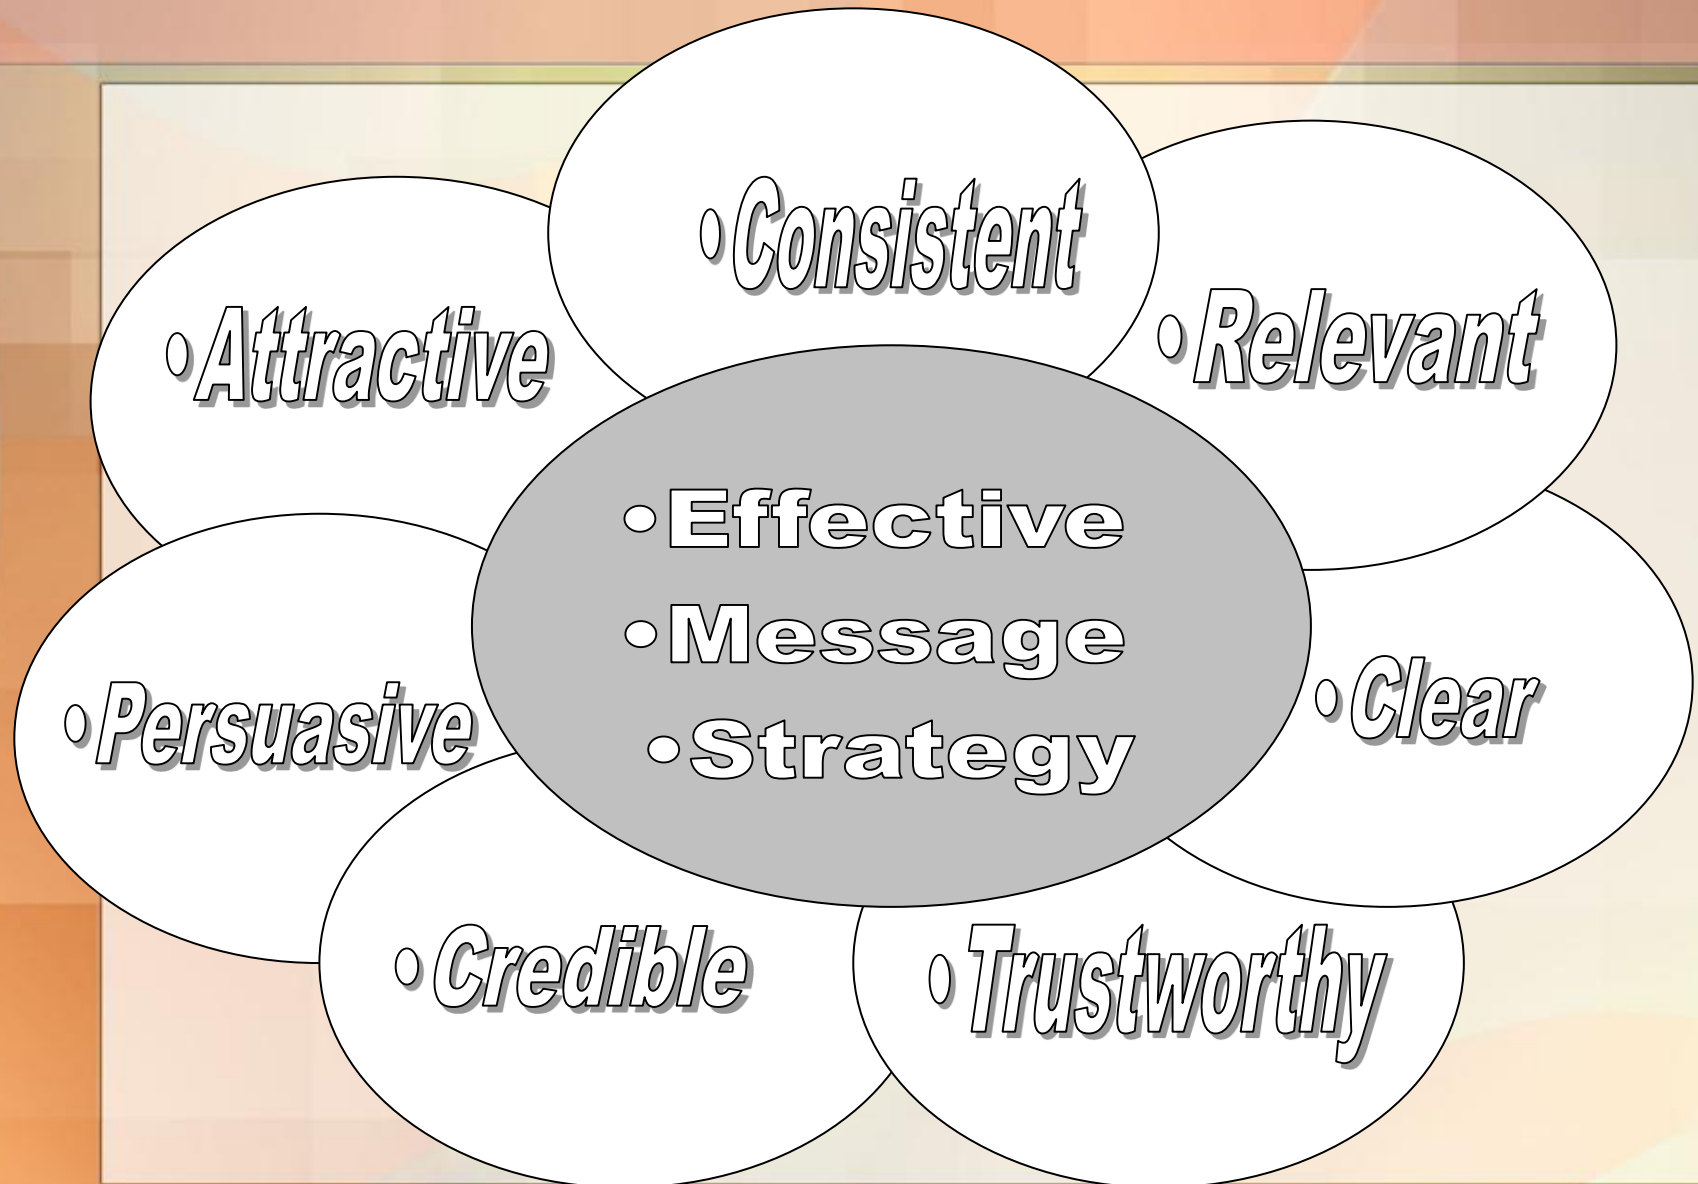 •Consistent
•Relevant
•Attractive
•Effective
•Message
•Strategy
•Clear
•Persuasive
•Credible
•Trustworthy